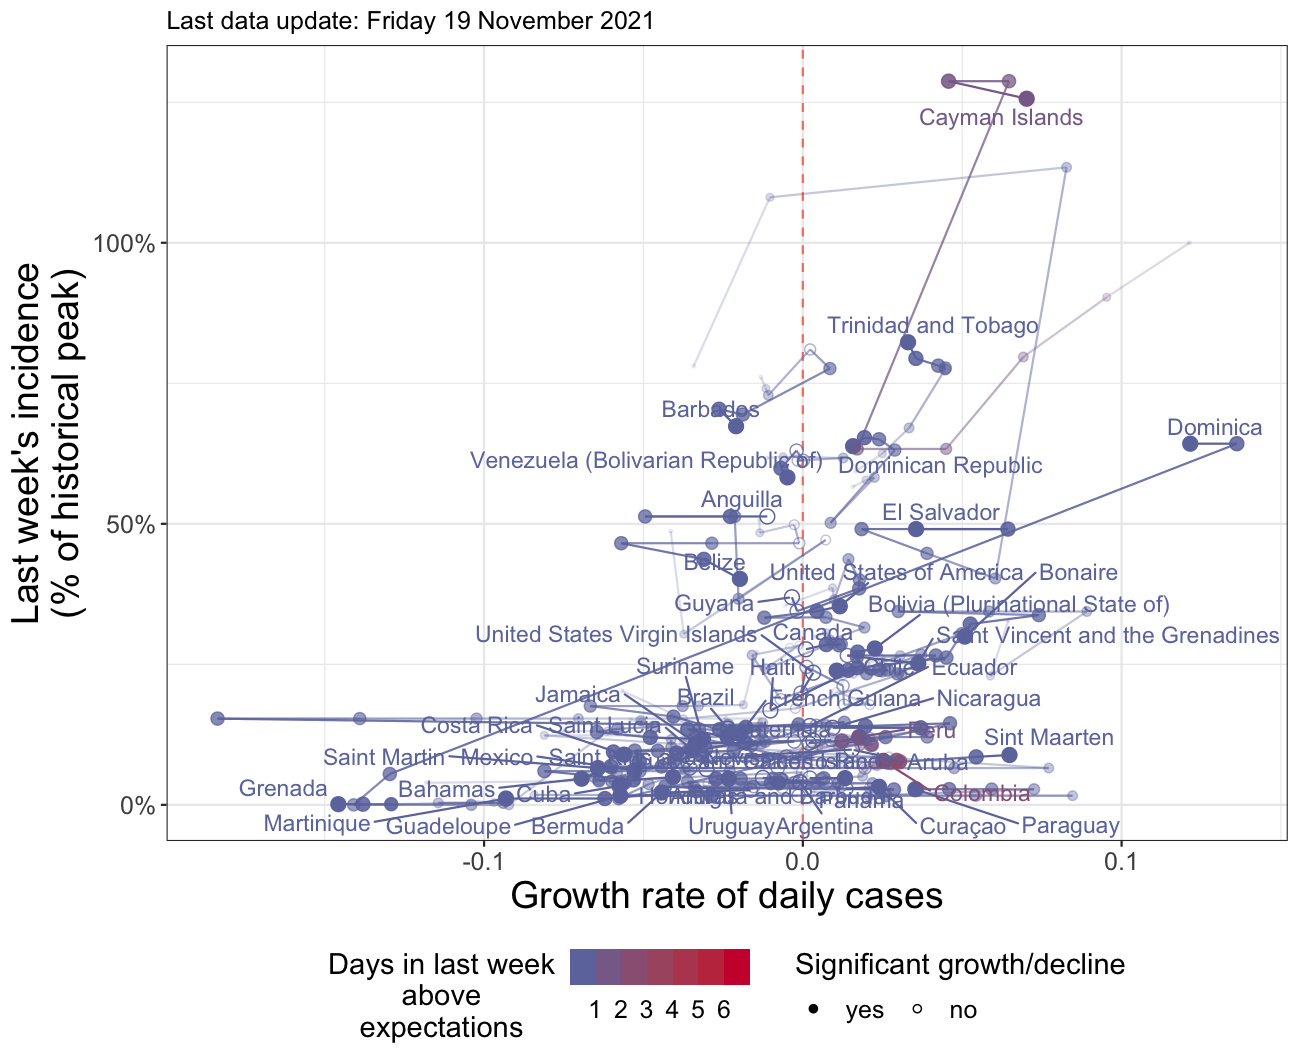 Last data update: Friday 19 November 2021
Last week's incidence
(% of historical peak)
100%
50%
0%
Cayman Islands
Trinidad and Tobago
Barbados
Dominica
Venezuela (Bolivarian Republic of)
Dominican Republic
Anguilla
El Salvador
Belize
United States of America
Bonaire
Guyana
Bolivia (Plurinational State of)
United States Virgin Islands
Canada
Saint Vincent and the Grenadines
Suriname
Haiti
Chile
Ecuador
Jamaica
Brazil
French Guiana
Nicaragua
Costa Rica
Saint Lucia
Peru
Sint Maarten
Saint Martin
Mexico
Saint
Aruba
Grenada
Bahamas
Cuba
Panama
Colombia
Martinique
Guadeloupe
Bermuda
Uruguay
Argentina
Curaçao
Paraguay
-0.1
0.0
0.1
Growth rate of daily cases
Days in last week
above
expectations
1 2 3 4 5 6
Significant growth/decline
yes
no